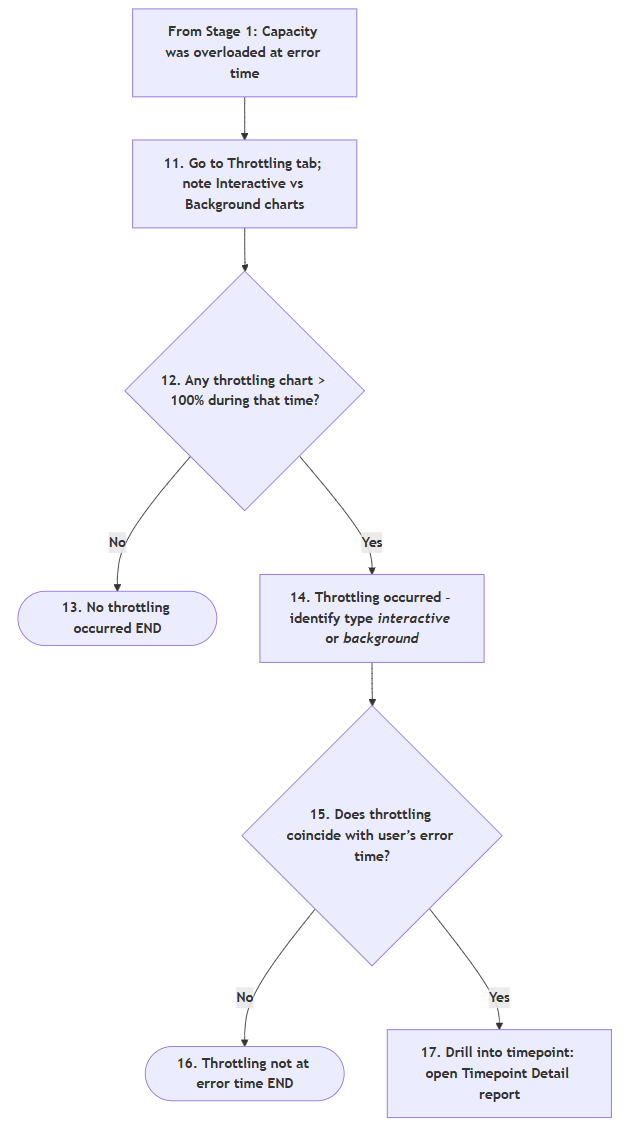 From Stage 1: Capacity
was overloaded at error
time
11. Go to Throttling tab;
note Interactive vs
Background charts
12. Any throttling chart >
100% during that time?
No
Yes
13. No throttling
occurred END
14. Throttling occurred –
identify type interactive
or background
15. Does throttling
coincide with user’s error
time?
No
Yes
16. Throttling not at
error time END
17. Drill into timepoint:
open Timepoint Detail
report